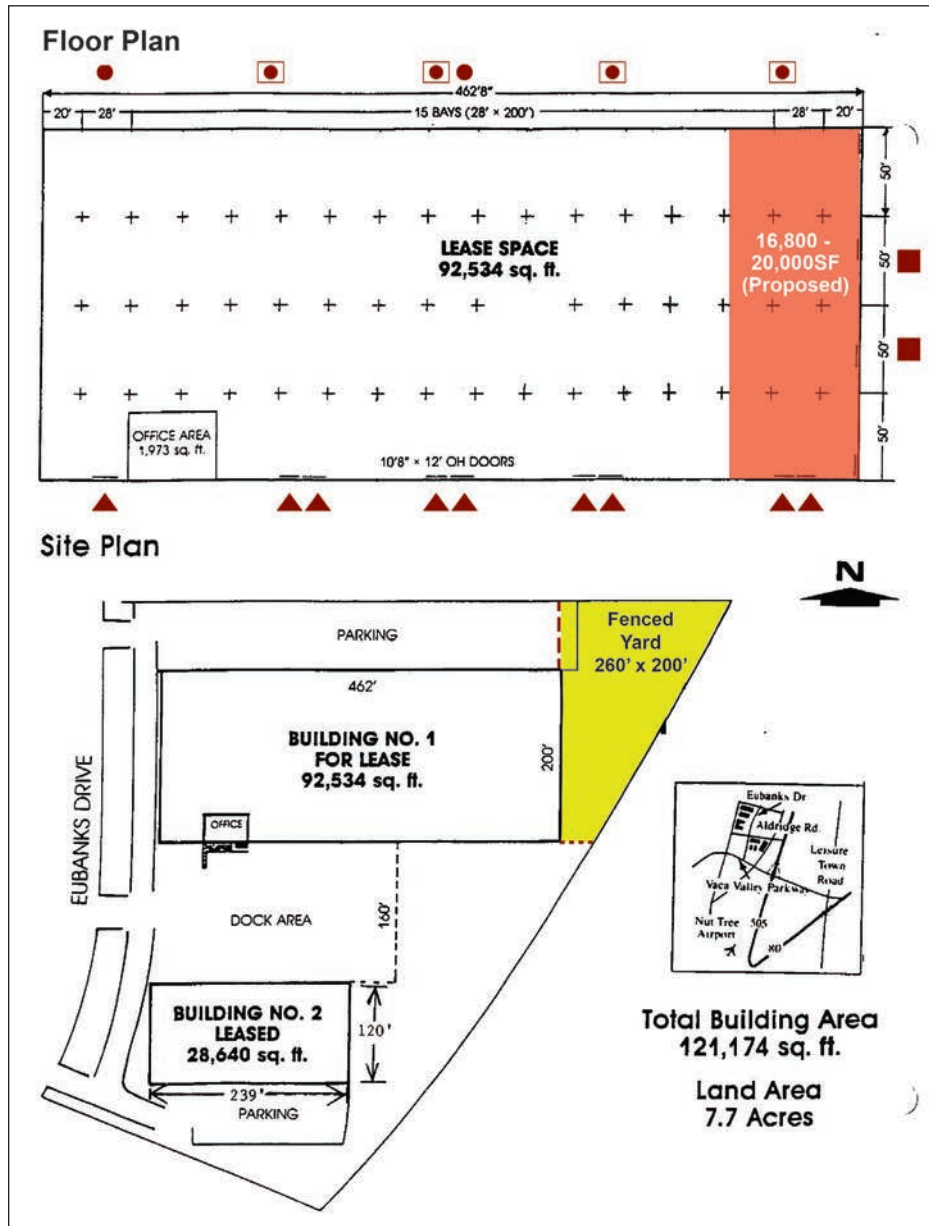 Floor Plan
462'8"
20' 28' 15 BAYS (28' × 200') 28' 20'
50'
LEASE SPACE
92,534 sq. ft.
16,800 -
20,000SF
(Proposed)
50'
50'
OFFICE AREA
1,973 sq. ft.
10'8" × 12' OH DOORS
50'
Site Plan
N
PARKING
Fenced
Yard
260' x 200'
462'
BUILDING NO. 1
FOR LEASE
92,534 sq. ft.
200'
OFFICE
EUBANKS DRIVE
DOCK AREA
160'
Eubanks Dr
Aldridge Rd.
Leisure
Town
Road
Vaca Valley Parkway
Nut Tree
Airport
505
80
BUILDING NO. 2
LEASED
28,640 sq. ft.
120'
239'
PARKING
Total Building Area
121,174 sq. ft.
Land Area
7.7 Acres